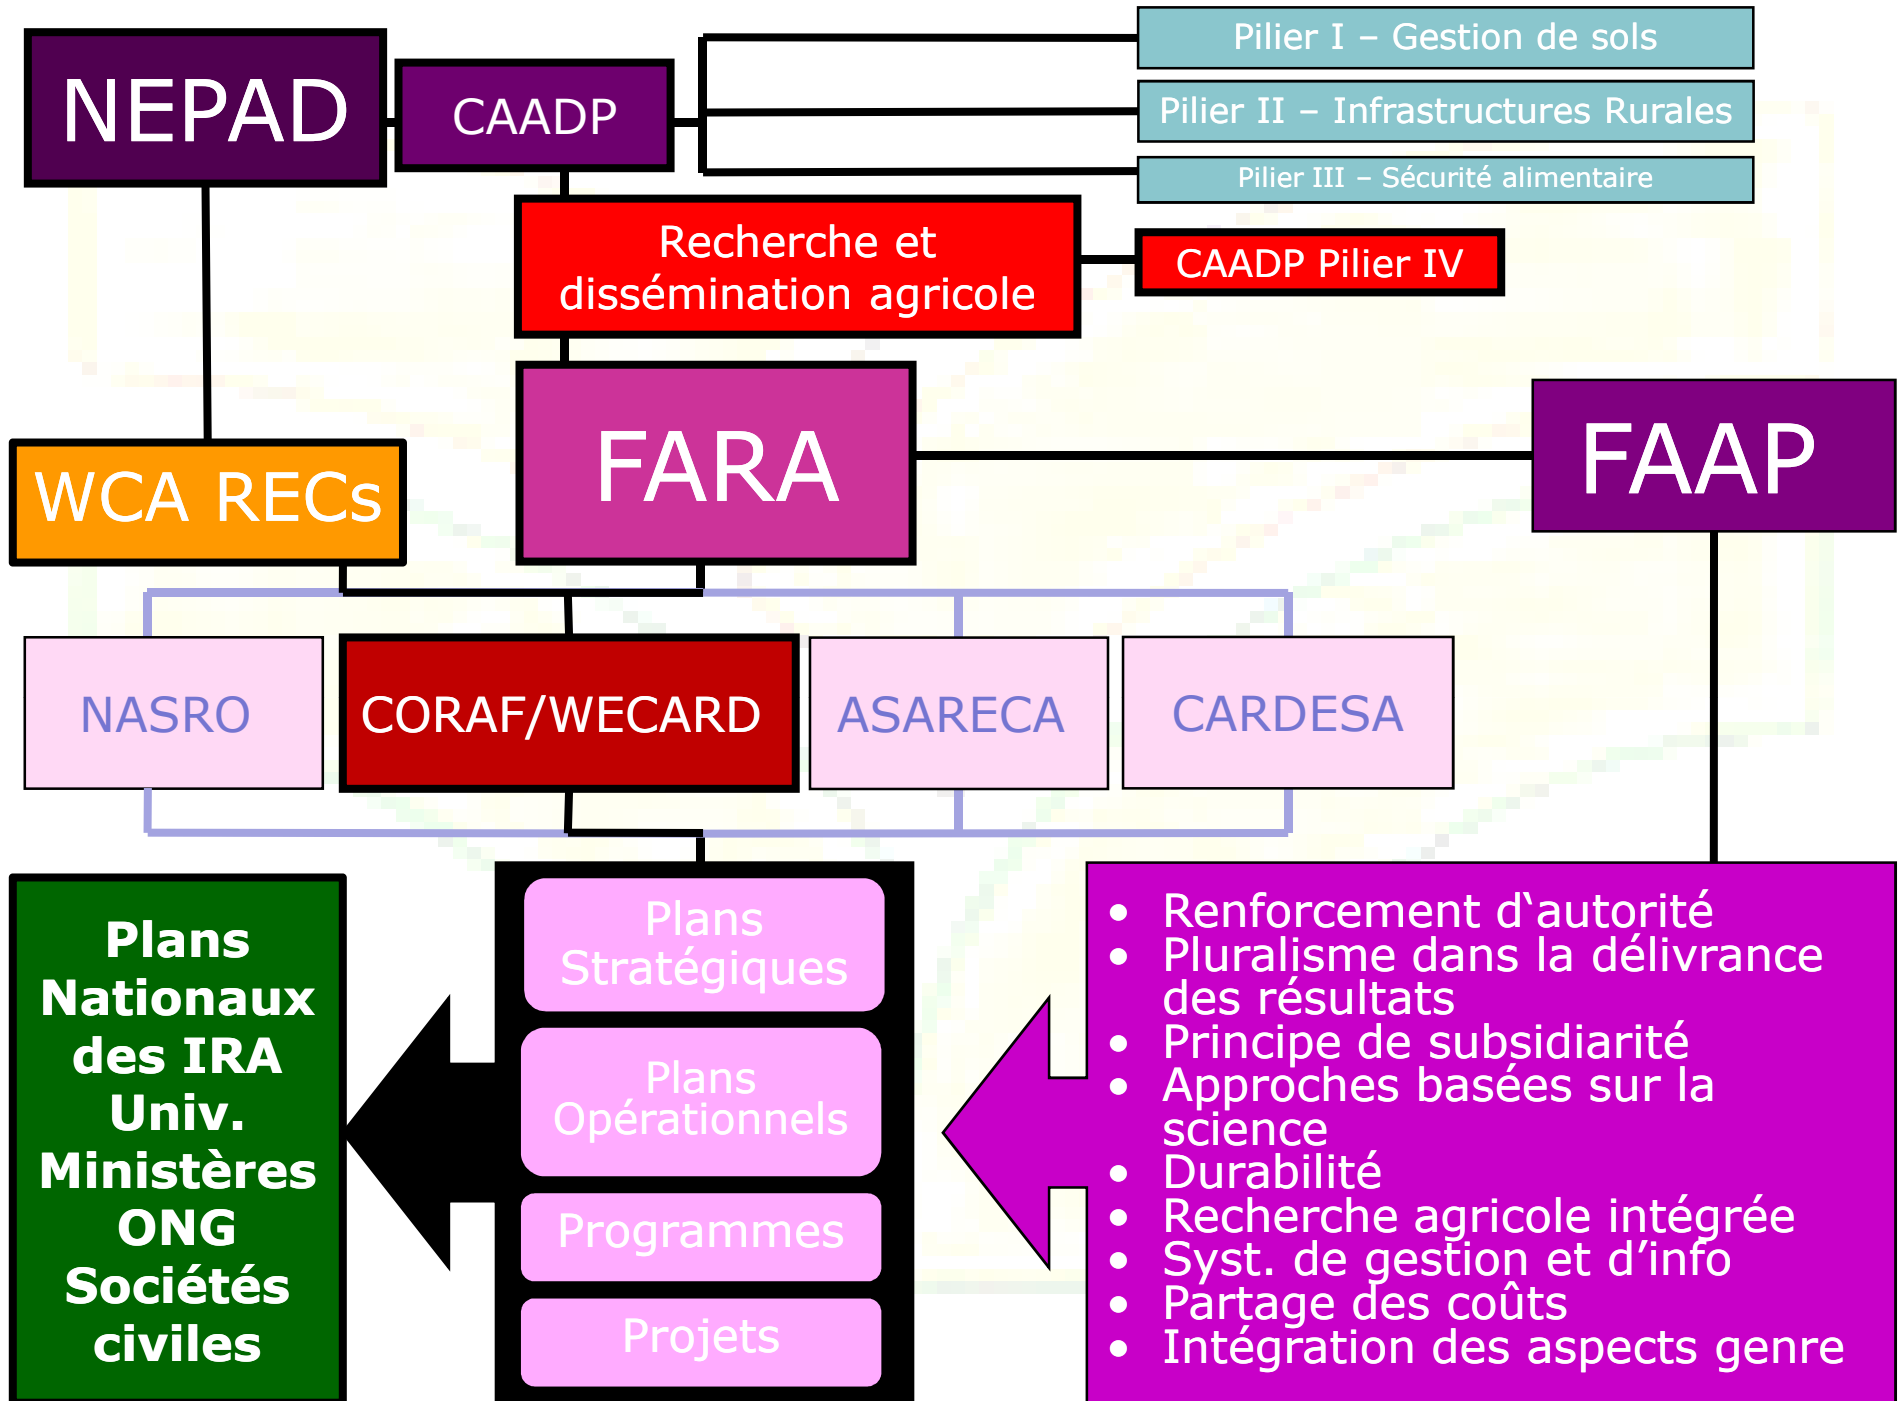 NEPAD
CAADP
Pilier I – Gestion de sols
Pilier II – Infrastructures Rurales
Pilier III – Sécurité alimentaire
Recherche et
dissémination agricole
CAADP Pilier IV
WCA RECs
FARA
FAAP
NASRO
CORAF/WECARD
ASARECA
CARDESA
Plans
Nationaux
des IRA
Univ.
Ministères
ONG
Sociétés
civiles
Plans
Stratégiques
Plans
Opérationnels
Programmes
Projets
• Renforcement d‘autorité
• Pluralisme dans la délivrance
des résultats
• Principe de subsidiarité
• Approches basées sur la
science
• Durabilité
• Recherche agricole intégrée
• Syst. de gestion et d’info
• Partage des coûts
• Intégration des aspects genre